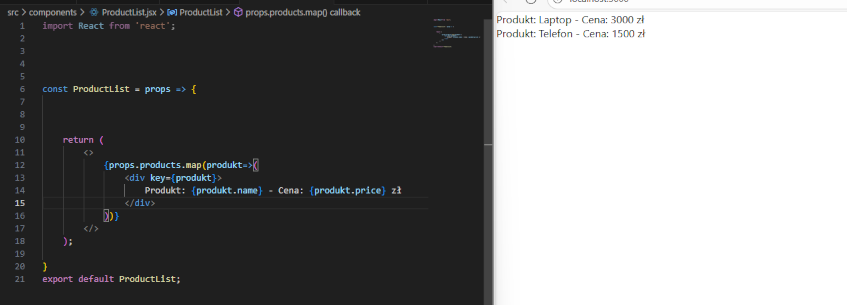 src > components > ProductList.jsx > ProductList > props.products.map() callback
1 import React from 'react';
2
3
4
5
6 const ProductList = props => {
7
8
9
10 return (
11 <>
12 {props.products.map(produkt=>(
13 <div key={produkt}>
14 Produkt: {produkt.name} - Cena: {produkt.price} zł
15 </div>
16 ))}
17 </>
18 );
19
20 }
21 export default ProductList;
Produkt: Laptop - Cena: 3000 zł
Produkt: Telefon - Cena: 1500 zł